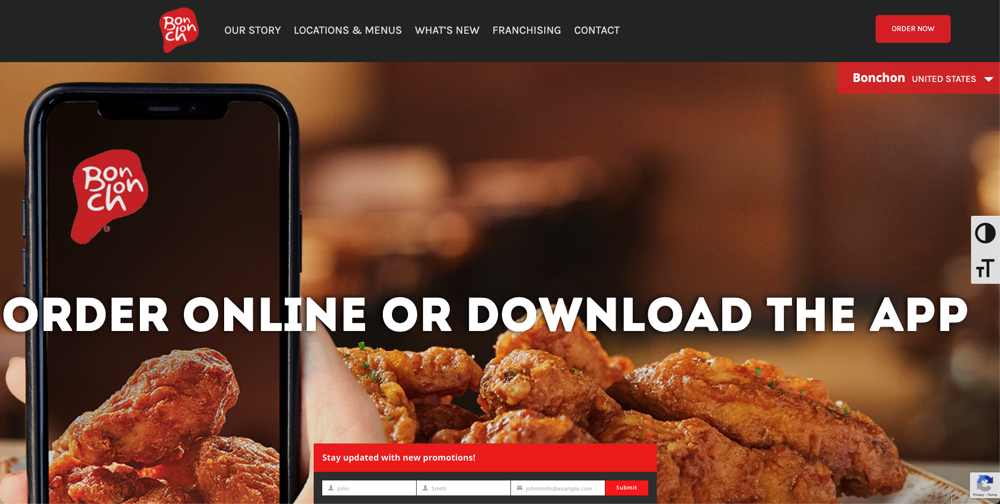 Bon
chon
OUR STORY
LOCATIONS & MENUS
WHAT'S NEW
FRANCHISING
CONTACT
ORDER NOW
Bonchon UNITED STATES
Bon
chon
®
ORDER ONLINE OR DOWNLOAD THE APP
Stay updated with new promotions!
John
Smith
johnsmith@example.com
Submit
Privacy - Terms